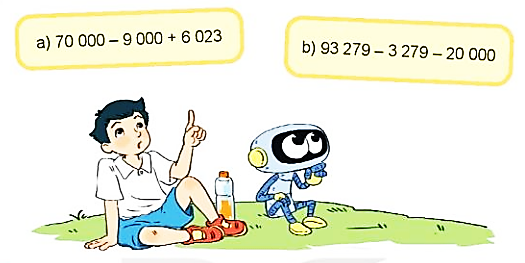 a) 70 000 – 9 000 + 6 023
b) 93 279 – 3 279 – 20 000